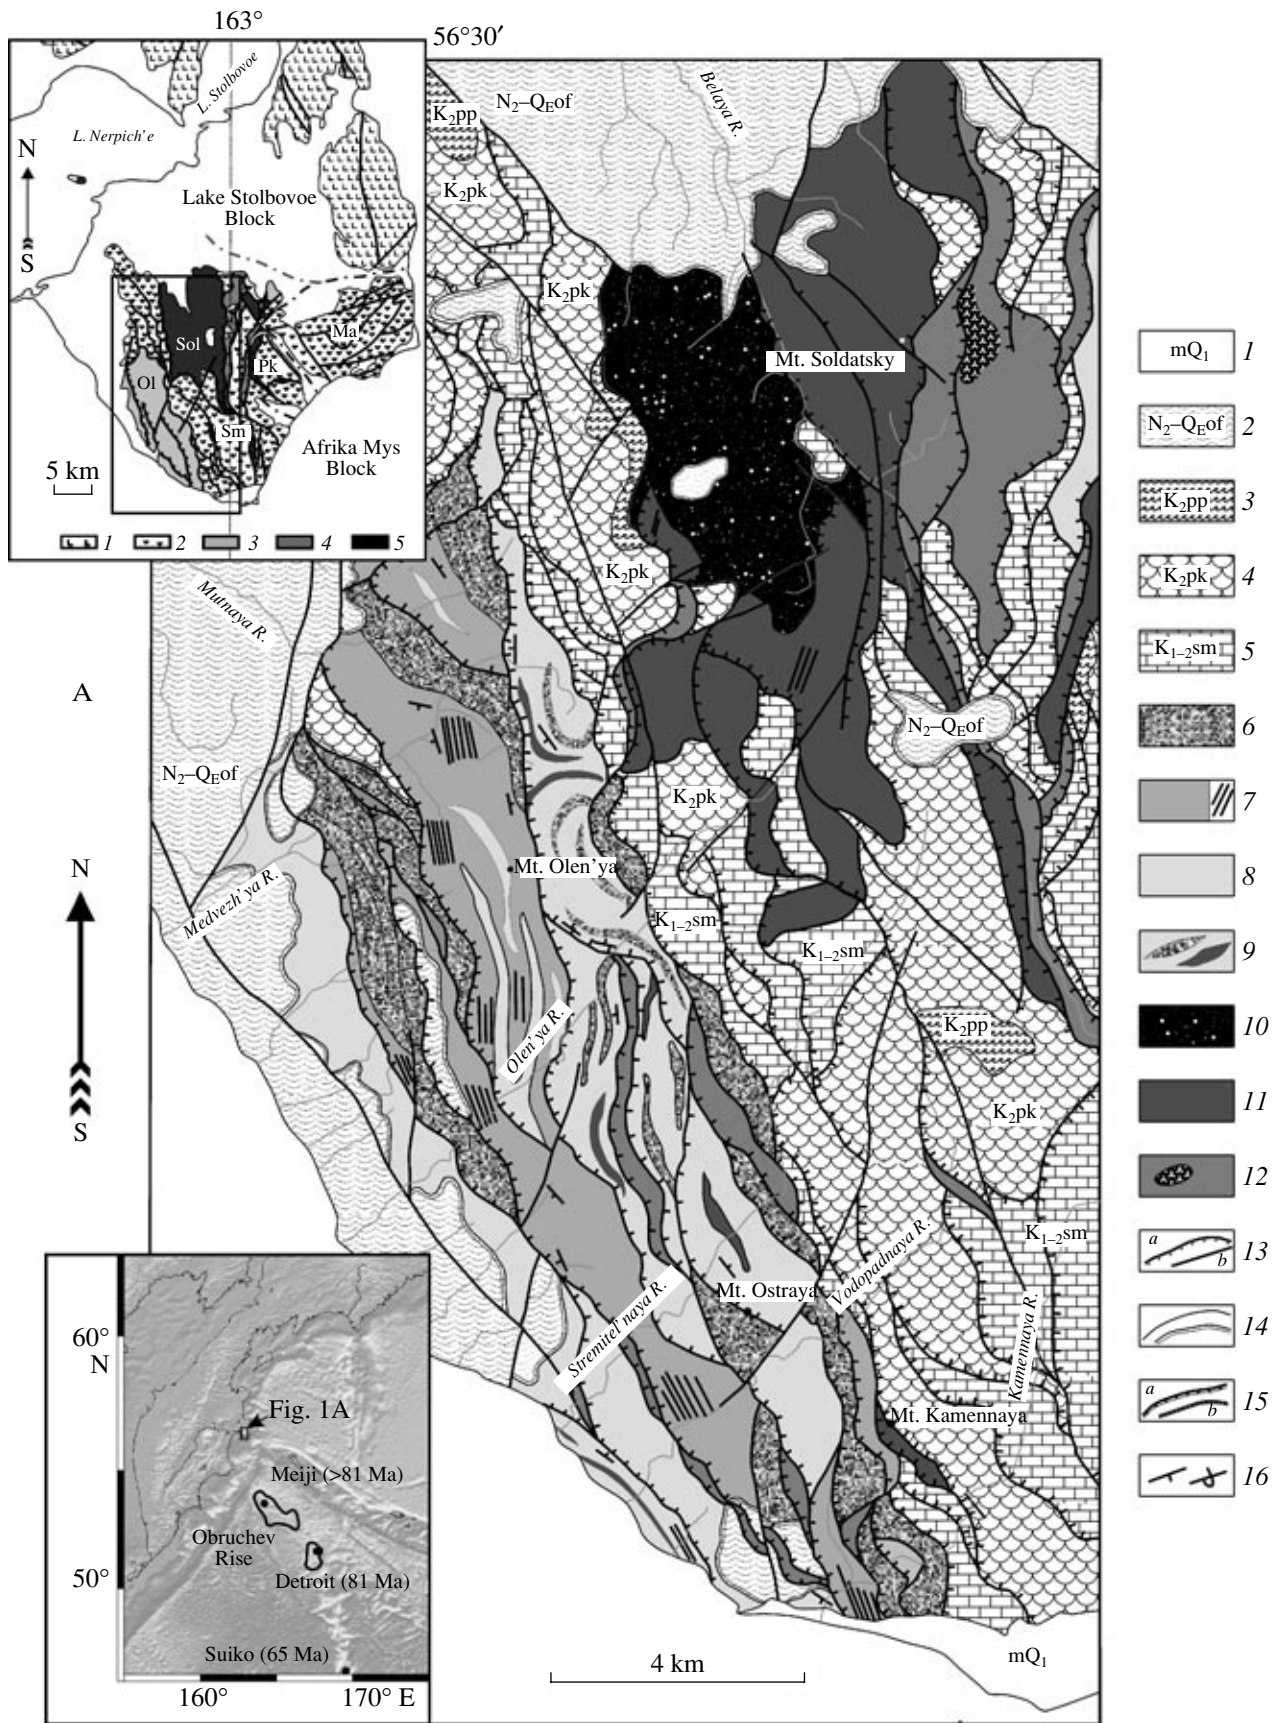 163°
56°30′
L. Stolbovoe
L. Nerpich'e
N
S
Lake Stolbovoe
Block
Sol
Ma
Pk
Ol
Sm
Afrika Mys
Block
5 km
1
2
3
4
5
N₂–QEof
Belaya R.
K₂pp
K₂pk
K₂pk
Mt. Soldatsky
K₂pk
Mutnaya R.
A
N₂–QEof
N₂–QEof
K₂pk
Mt. Olen'ya
Medvezh'ya R.
K₁₋₂sm
K₁₋₂sm
N
S
Olen'ya R.
K₂pp
K₂pk
K₁₋₂sm
Vodopadnaya R.
Mt. Ostraya
Stremitel'naya R.
Kamennaya R.
Mt. Kamennaya
4 km
mQ₁
60°
N
50°
Fig. 1A
Meiji (>81 Ma)
Obruchev
Rise
Detroit (81 Ma)
Suiko (65 Ma)
160°
170° E
mQ₁ 1
N₂–QEof 2
K₂pp 3
K₂pk 4
K₁₋₂sm 5
6
7
8
9
10
11
12
a b 13
14
a b 15
16